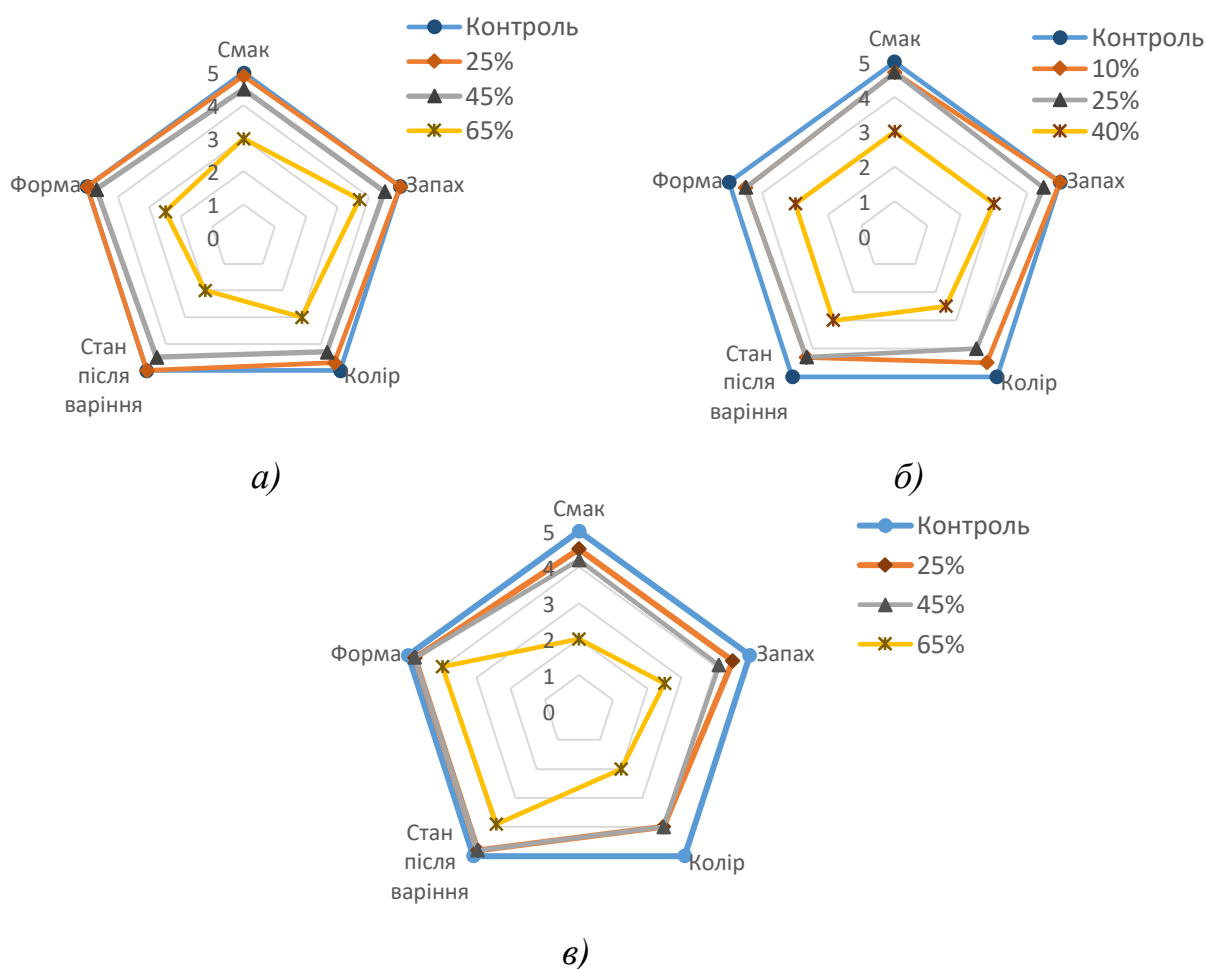 Смак
Контроль
25%
45%
65%
5
4
3
2
1
0
Форма
Запах
Стан
після
варіння
Колір
а)
Смак
Контроль
10%
25%
40%
5
4
3
2
1
0
Форма
Запах
Стан
після
варіння
Колір
б)
Смак
Контроль
25%
45%
65%
5
4
3
2
1
0
Форма
Запах
Стан
після
варіння
Колір
в)